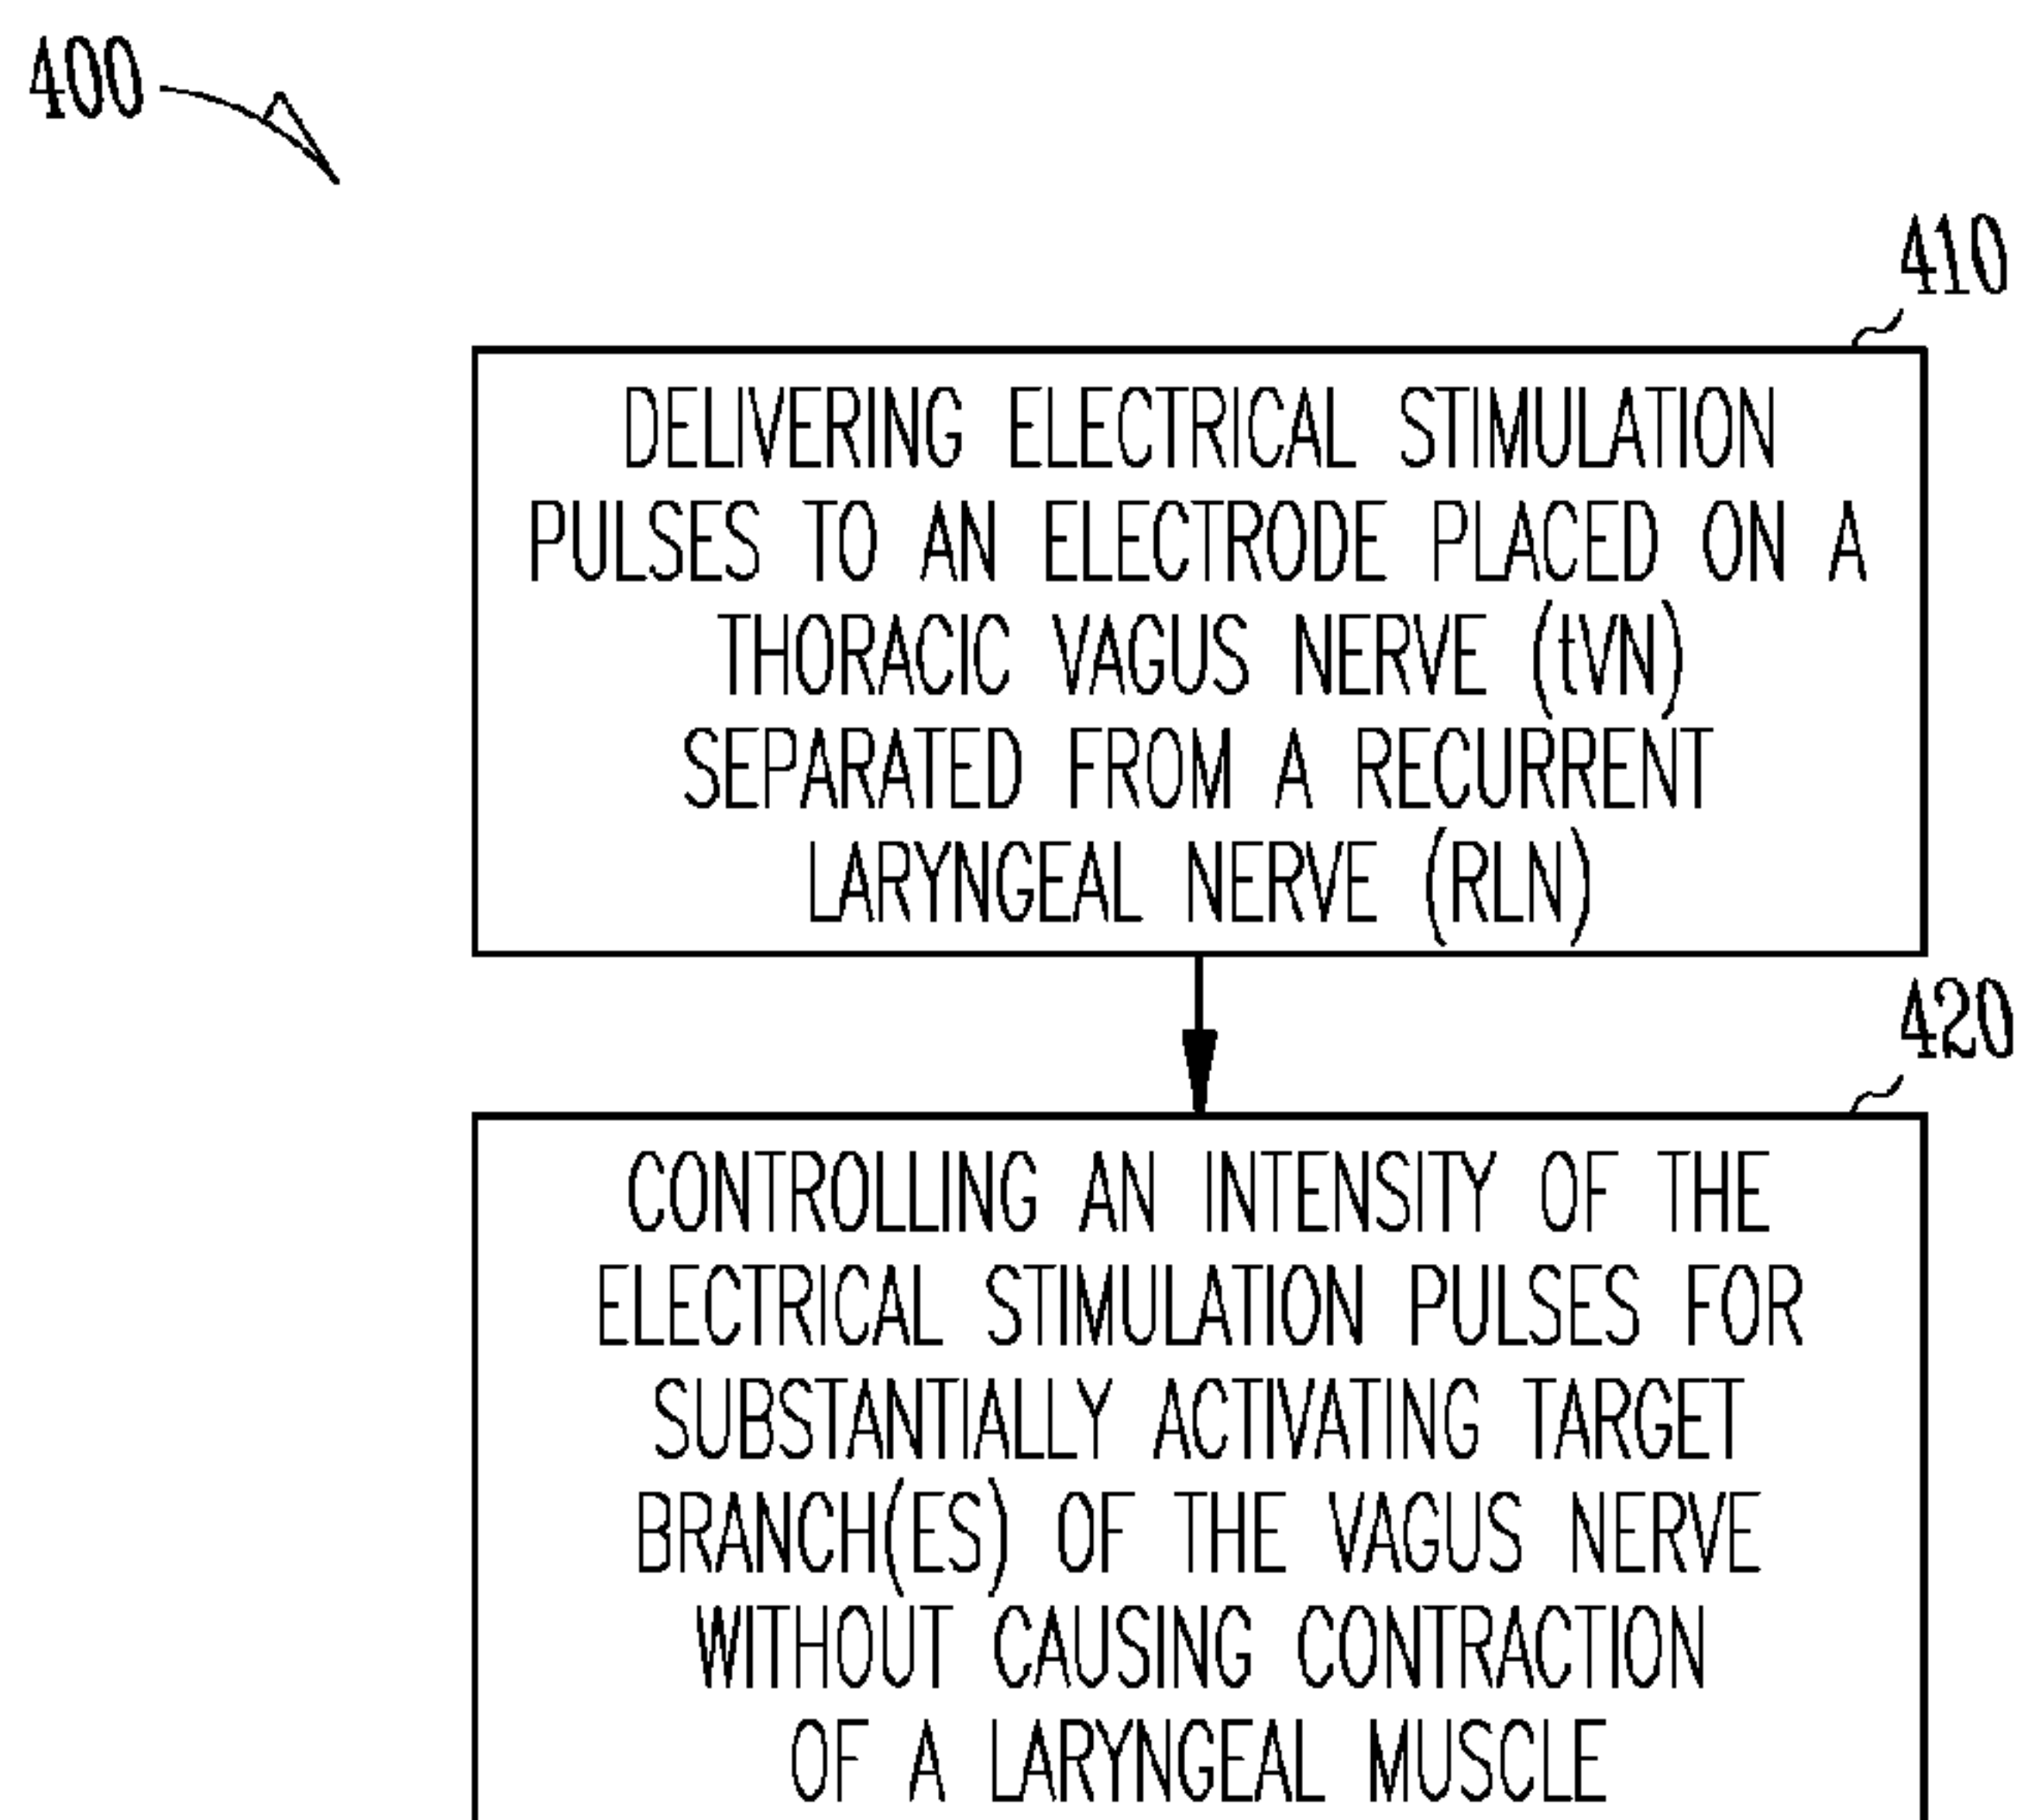 400
410
DELIVERING ELECTRICAL STIMULATION
PULSES TO AN ELECTRODE PLACED ON A
THORACIC VAGUS NERVE (tVN)
SEPARATED FROM A RECURRENT
LARYNGEAL NERVE (RLN)
420
CONTROLLING AN INTENSITY OF THE
ELECTRICAL STIMULATION PULSES FOR
SUBSTANTIALLY ACTIVATING TARGET
BRANCH(ES) OF THE VAGUS NERVE
WITHOUT CAUSING CONTRACTION
OF A LARYNGEAL MUSCLE